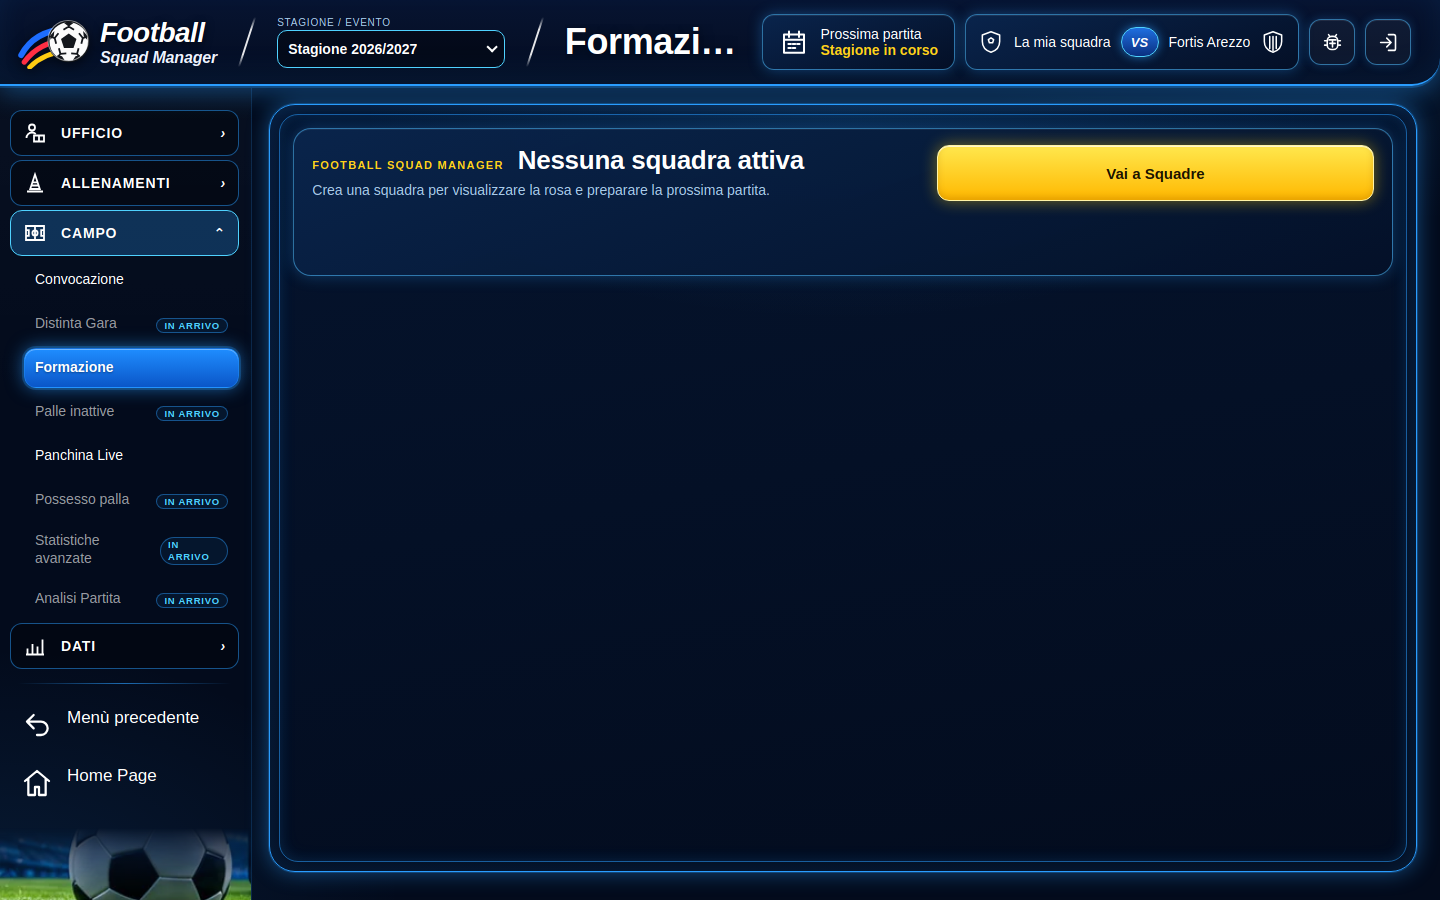 Football
Squad Manager
STAGIONE / EVENTO
Stagione 2026/2027
Formazi...
Prossima partita
Stagione in corso
La mia squadra
VS
Fortis Arezzo
UFFICIO
ALLENAMENTI
CAMPO
Convocazione
Distinta Gara
IN ARRIVO
Formazione
Palle inattive
IN ARRIVO
Panchina Live
Possesso palla
IN ARRIVO
Statistiche
avanzate
IN
ARRIVO
Analisi Partita
IN ARRIVO
DATI
Menù precedente
Home Page
FOOTBALL SQUAD MANAGER
Nessuna squadra attiva
Crea una squadra per visualizzare la rosa e preparare la prossima partita.
Vai a Squadre